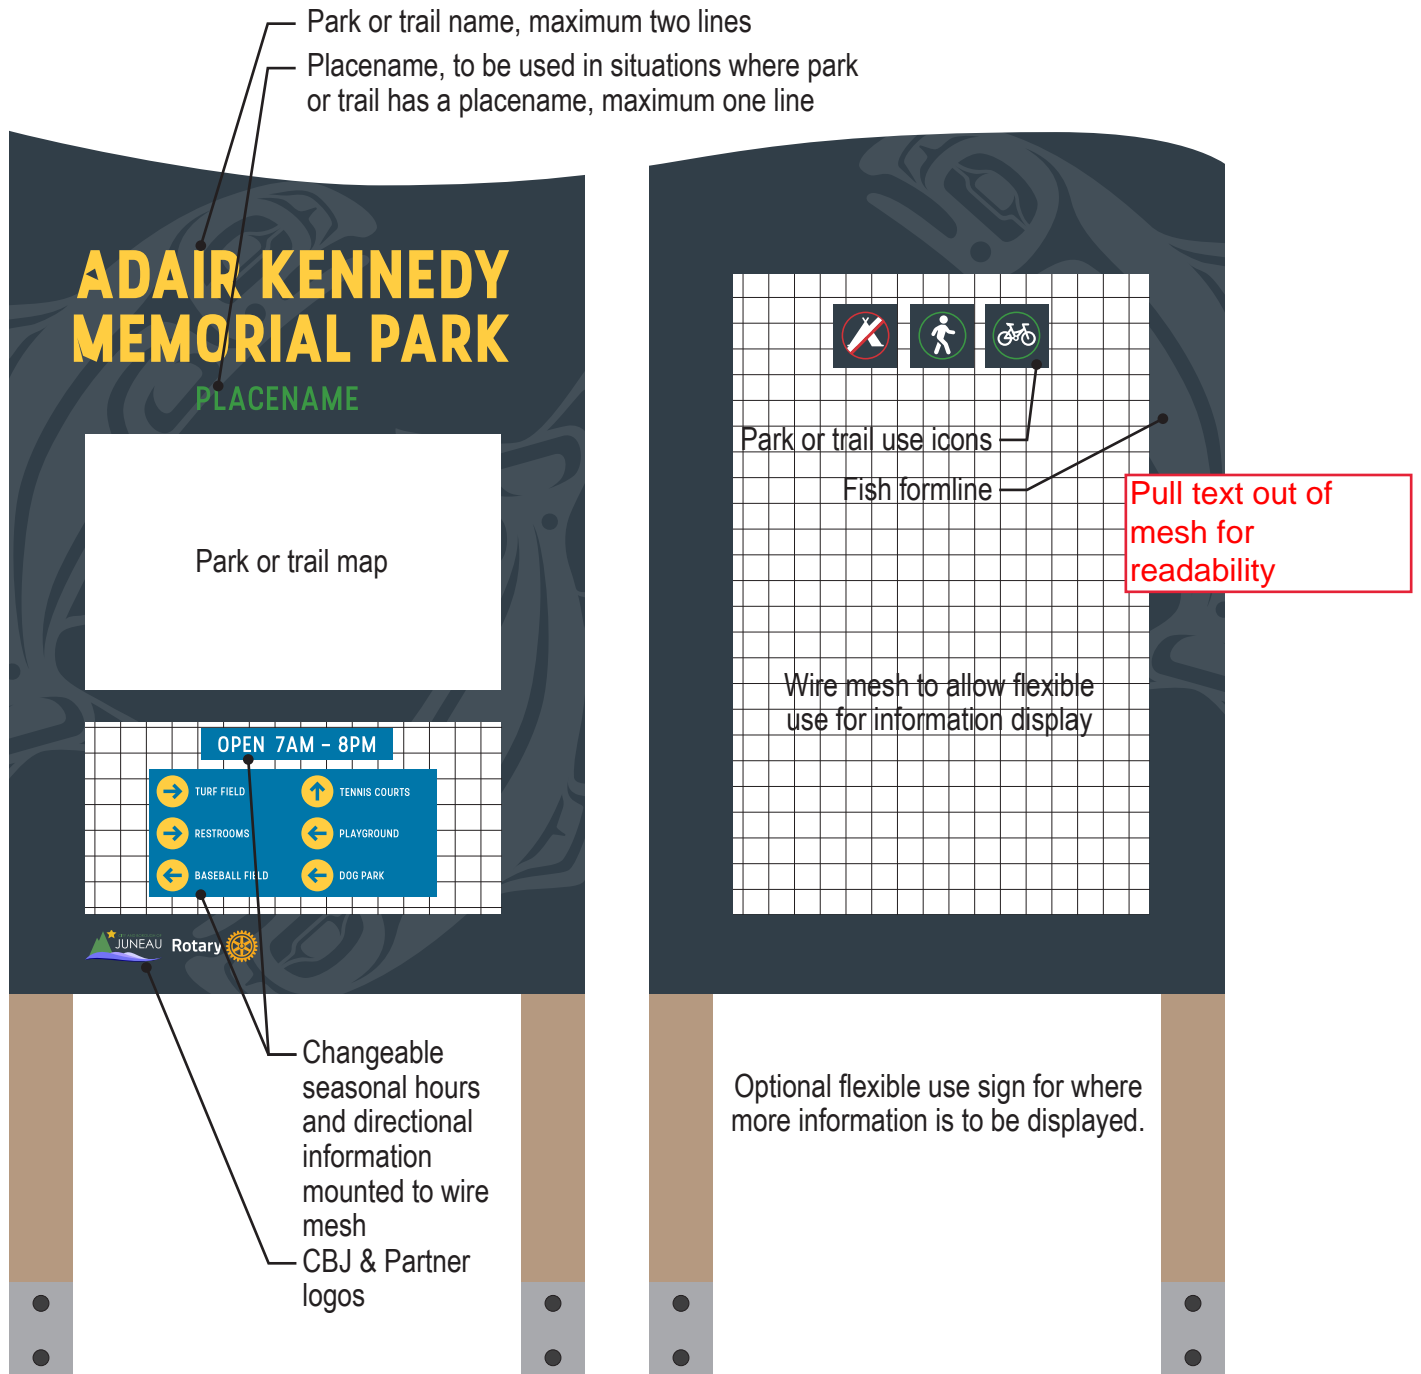 Park or trail name, maximum two lines
Placename, to be used in situations where park
or trail has a placename, maximum one line
ADAIR KENNEDY
MEMORIAL PARK
PLACENAME
Park or trail map
OPEN 7AM - 8PM
TURF FIELD
TENNIS COURTS
RESTROOMS
PLAYGROUND
BASEBALL FIELD
DOG PARK
JUNEAU
Rotary
Changeable
seasonal hours
and directional
information
mounted to wire
mesh
CBJ & Partner
logos
Park or trail use icons
Fish formline
Pull text out of
mesh for
readability
Wire mesh to allow flexible
use for information display
Optional flexible use sign for where
more information is to be displayed.